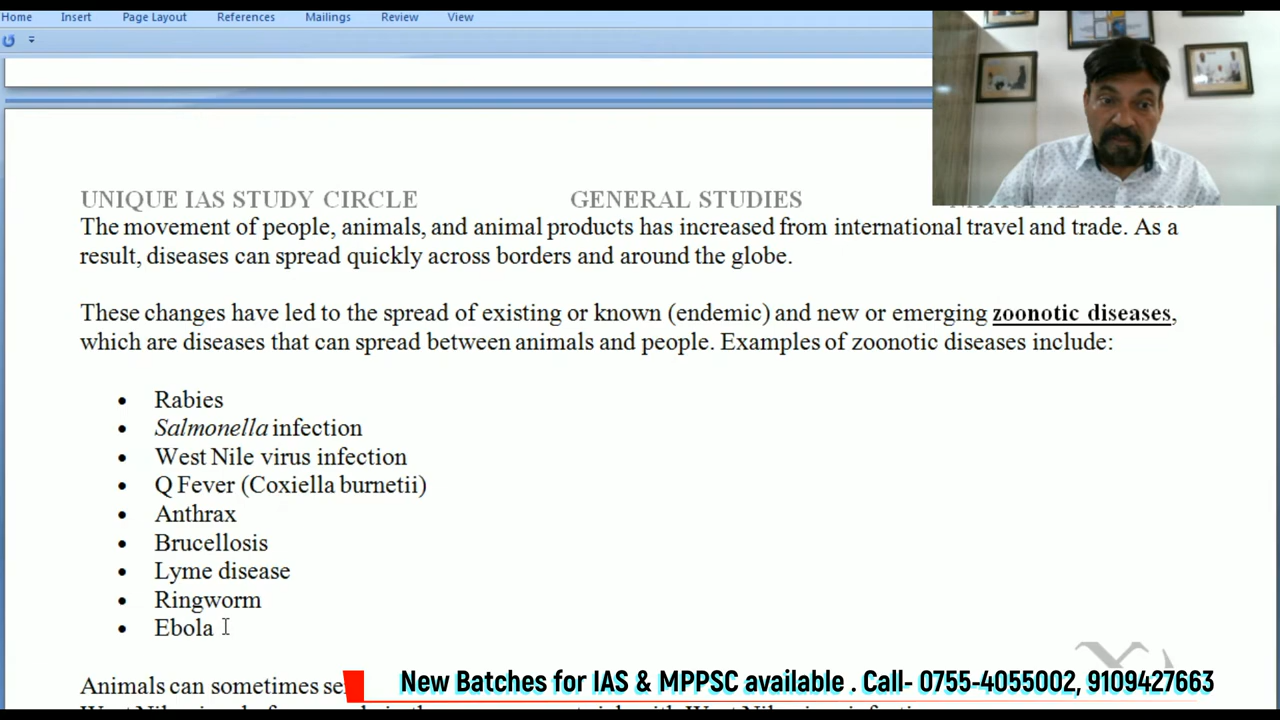 Home Insert Page Layout References Mailings Review View
UNIQUE IAS STUDY CIRCLE GENERAL STUDIES
The movement of people, animals, and animal products has increased from international travel and trade. As a
result, diseases can spread quickly across borders and around the globe.
These changes have led to the spread of existing or known (endemic) and new or emerging zoonotic diseases,
which are diseases that can spread between animals and people. Examples of zoonotic diseases include:
• Rabies
• Salmonella infection
• West Nile virus infection
• Q Fever (Coxiella burnetii)
• Anthrax
• Brucellosis
• Lyme disease
• Ringworm
• Ebola
Animals can sometimes
New Batches for IAS & MPPSC available . Call- 0755-4055002, 9109427663